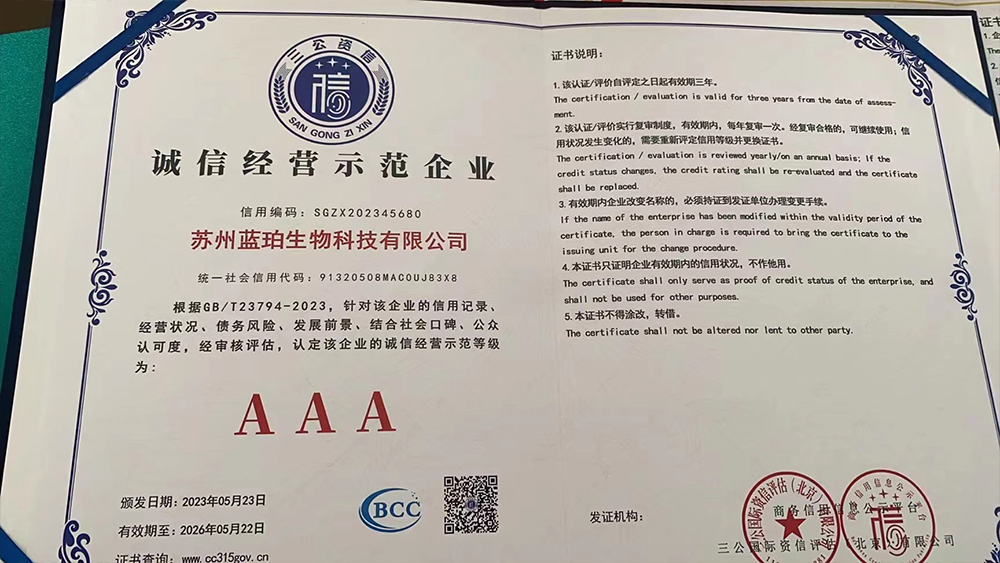 三公资信
信
SAN GONG ZI XIN
诚信经营示范企业
信用编码：SGZX202345680
苏州蓝珀生物科技有限公司
统一社会信用代码：91320508MAC0UJ83X8
根据GB/T23794-2023，针对该企业的信用记录、
经营状况、债务风险、发展前景、结合社会口碑、公众
认可度，经审核评估，认定该企业的诚信经营示范等级
为：
AAA
颁发日期：2023年05月23日
有效期至：2026年05月22日
证书查询：www.cc315gov.cn
BCC
证书说明：
1. 该认证/评价自评定之日起有效期三年。
The certification / evaluation is valid for three years from the date of assess-
ment.
2. 该认证/评价实行复审制度，有效期内，每年复审一次。经复审合格的，可继续使用；信
用状况发生变化的，需要重新评定信用等级并更换证书。
The certification / evaluation is reviewed yearly/on an annual basis; If the
credit status changes, the credit rating shall be re-evaluated and the certificate
shall be replaced.
3. 有效期内企业改变名称的，必须持证到发证单位办理变更手续。
If the name of the enterprise has been modified within the validity period of the
certificate, the person in charge is required to bring the certificate to the
issuing unit for the change procedure.
4. 本证书只证明企业有效期内的信用状况，不作他用。
The certificate shall only serve as proof of credit status of the enterprise, and
shall not be used for other purposes.
5. 本证书不得涂改，转借。
The certificate shall not be altered nor lent to other party.
发证机构：
商务信用信息公示平台
三公国际资信评估（北京）有限公司